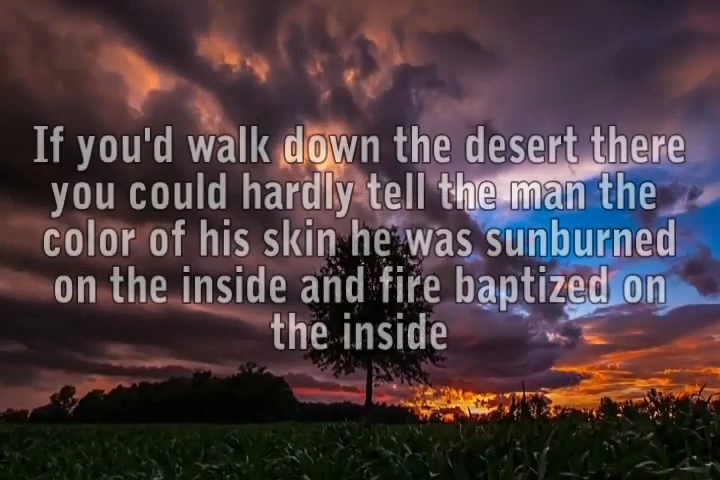 If you'd walk down the desert there
you could hardly tell the man the
color of his skin he was sunburned
on the inside and fire baptized on
the inside